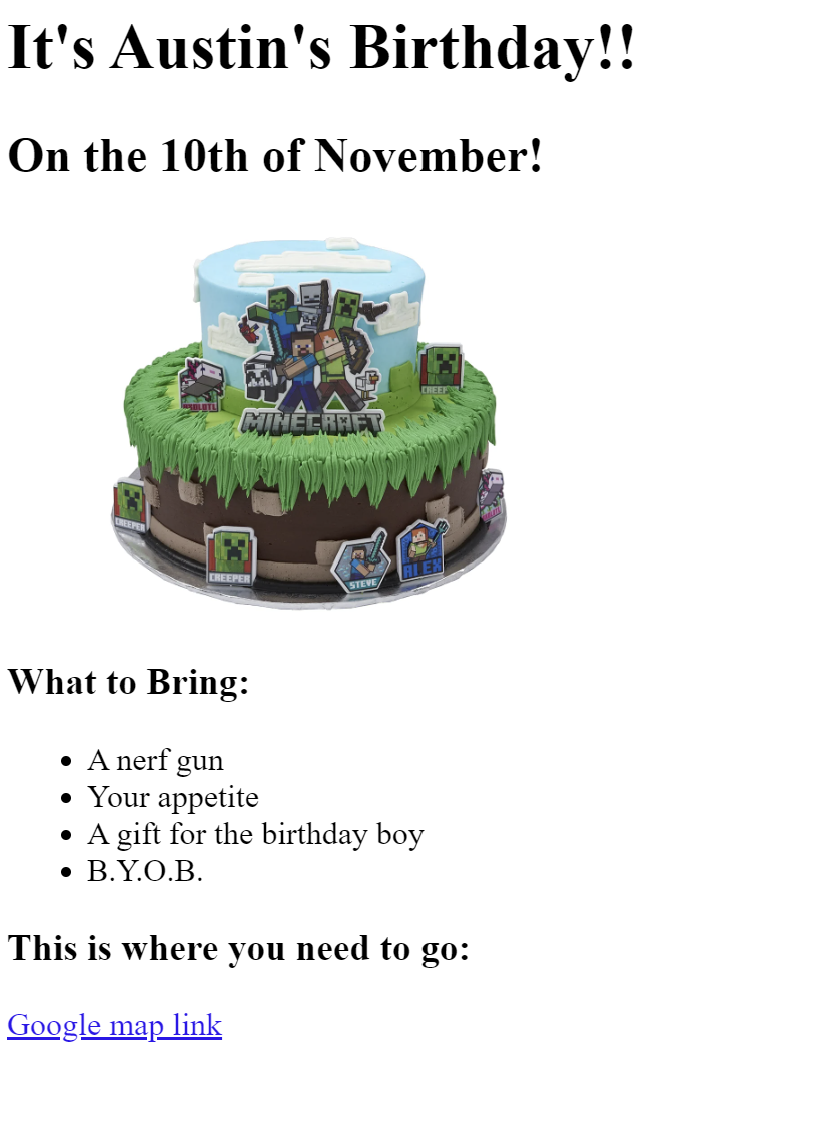 It's Austin's Birthday!!
On the 10th of November!
MINECRAFT
CREEPER
CREEPER
STEVE
ALEX
What to Bring:
A nerf gun
Your appetite
A gift for the birthday boy
B.Y.O.B.
This is where you need to go:
Google map link